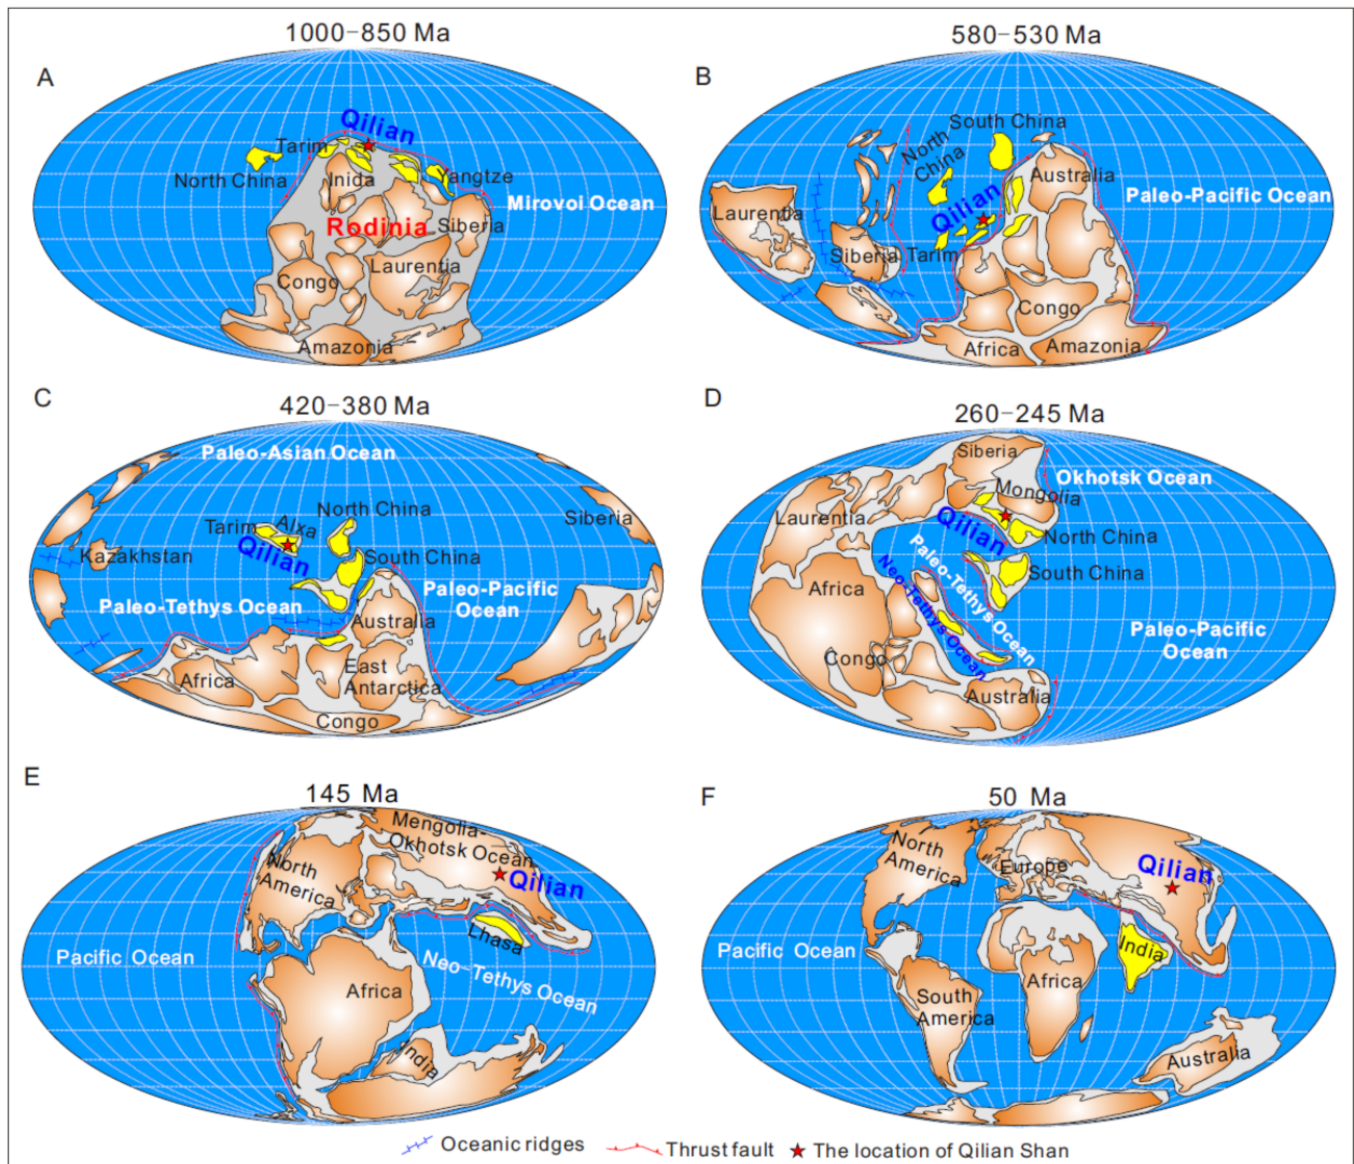 1000–850 Ma
A
Qilian
Tarim
North China
Inida
Yangtze
Mirovoi Ocean
Rodinia
Siberia
Laurentia
Congo
Amazonia
580–530 Ma
B
South China
North
China
Australia
Paleo-Pacific Ocean
Laurentia
Qilian
Siberia
Tarim
Congo
Africa
Amazonia
C
420–380 Ma
Paleo-Asian Ocean
North China
Tarim
Alxa
Siberia
Qilian
Kazakhstan
South China
Paleo-Tethys Ocean
Paleo-Pacific
Ocean
Australia
East
Antarctica
Africa
Congo
D
260–245 Ma
Siberia
Okhotsk Ocean
Mongolia
Laurentia
Qilian
North China
Paleo-Tethys Ocean
South China
Neo-Tethys Ocean
Africa
Paleo-Pacific
Ocean
Congo
Australia
E
145 Ma
Mengolia-
Okhotsk Ocean
North
America
Qilian
Lhasa
Pacific Ocean
Neo-Tethys Ocean
Africa
India
F
50 Ma
North
America
Europe
Qilian
Pacific Ocean
India
Africa
South
America
Australia
Oceanic ridges
Thrust fault
The location of Qilian Shan